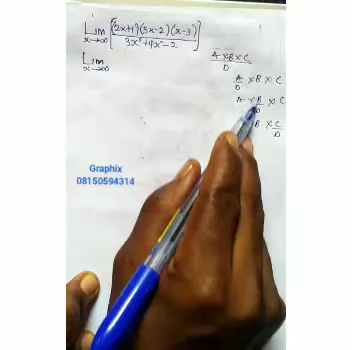 Lim x→∞ [(2x+1)(3x-2)(x-3) / 3x³+4x²-2]
Lim x→∞
A×B×C / D
A/D ×B × C
A ×B/D × C
B ×C/D
Graphix
08150594314